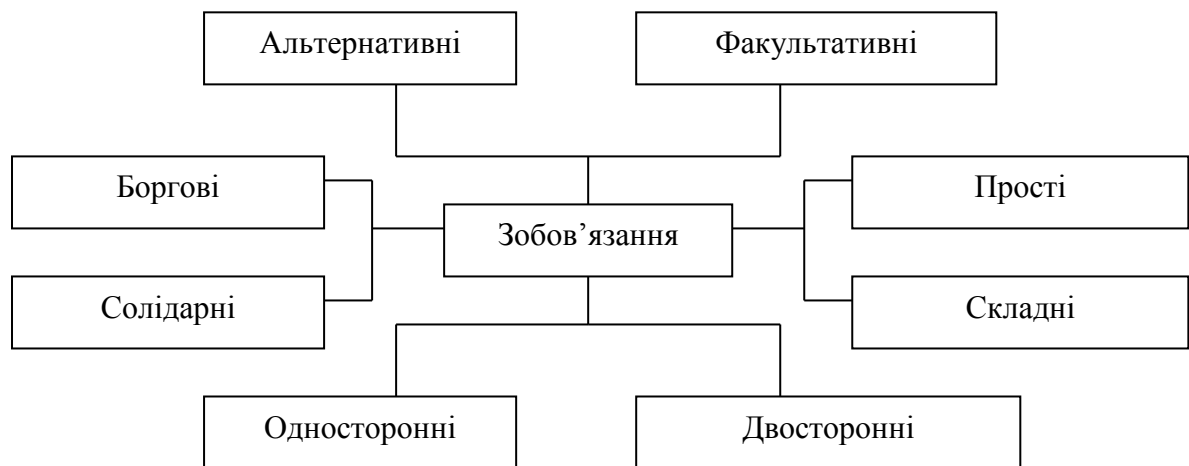 Альтернативні
Факультативні
Боргові
Прості
Зобов’язання
Солідарні
Складні
Односторонні
Двосторонні